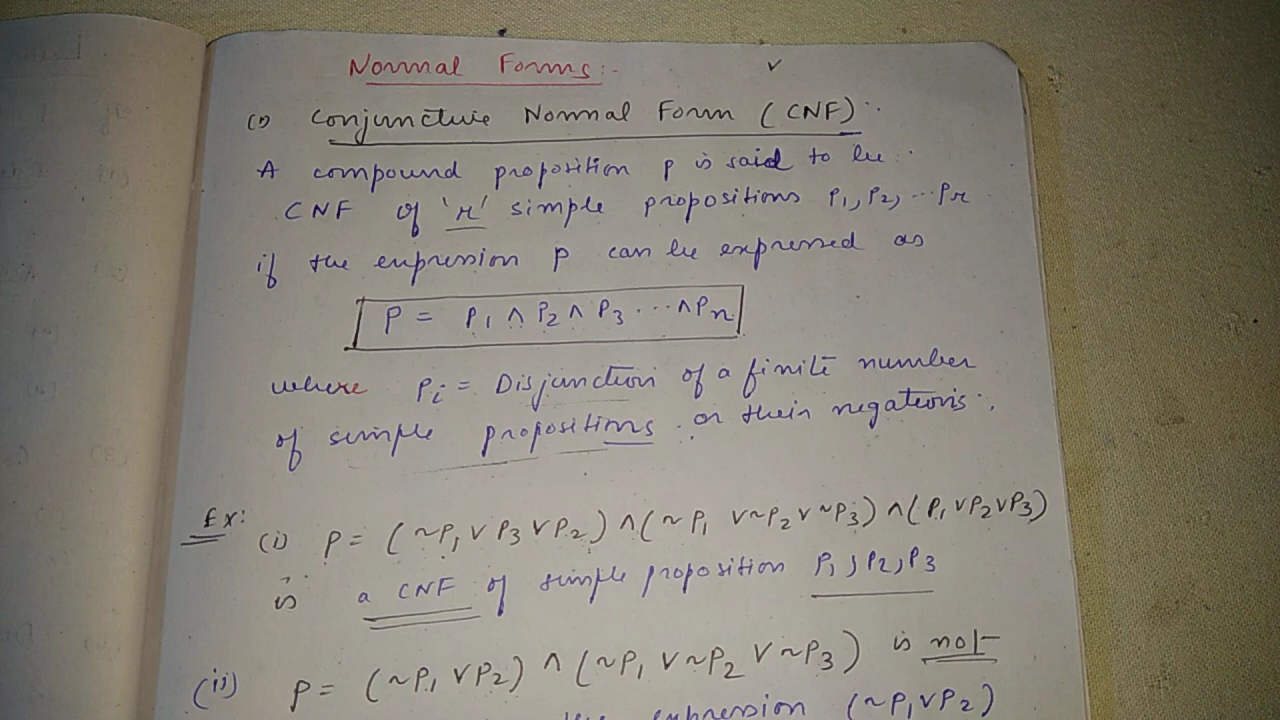 Normal Forms:-
(i) Conjunctive Normal Form (CNF):
A compound proposition p is said to be
CNF of 'r' simple propositions P1, P2, ... Pr
if the expression p can be expressed as
P = P1 ∧ P2 ∧ P3 ... ∧ Pn
where Pi = Disjunction of a finite number
of simple propositions or their negations.
Ex:
(i) P = (~P1 ∨ P3 ∨ P2) ∧ (~P1 ∨ ~P2 ∨ ~P3) ∧ (P1 ∨ P2 ∨ P3)
is a CNF of simple proposition P1, P2, P3
(ii) P = (~P1 ∨ P2) ∧ (~P1 ∨ ~P2 ∨ ~P3) is not
expression (~P1 ∨ P2)